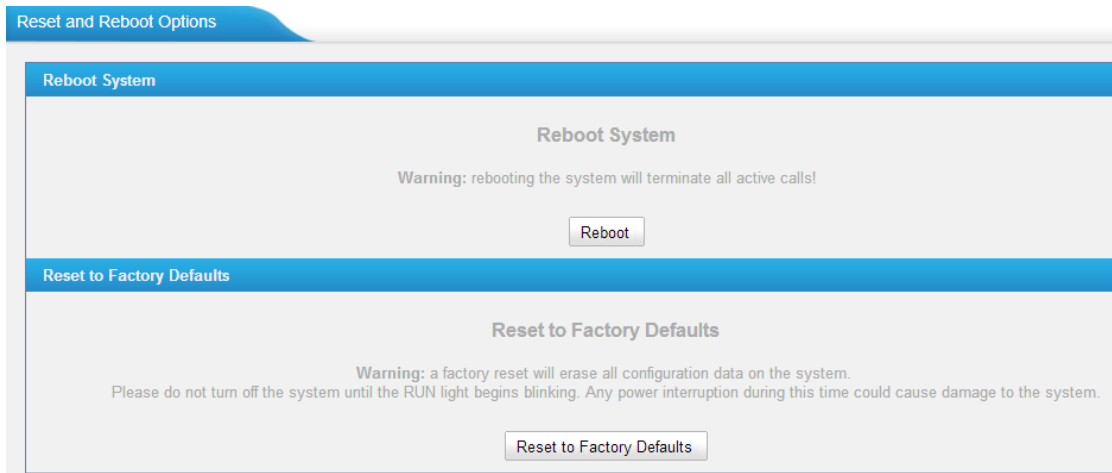 Reset and Reboot Options
Reboot System
Reboot System
Warning: rebooting the system will terminate all active calls!
Reboot
Reset to Factory Defaults
Reset to Factory Defaults
Warning: a factory reset will erase all configuration data on the system.
Please do not turn off the system until the RUN light begins blinking. Any power interruption during this time could cause damage to the system.
Reset to Factory Defaults